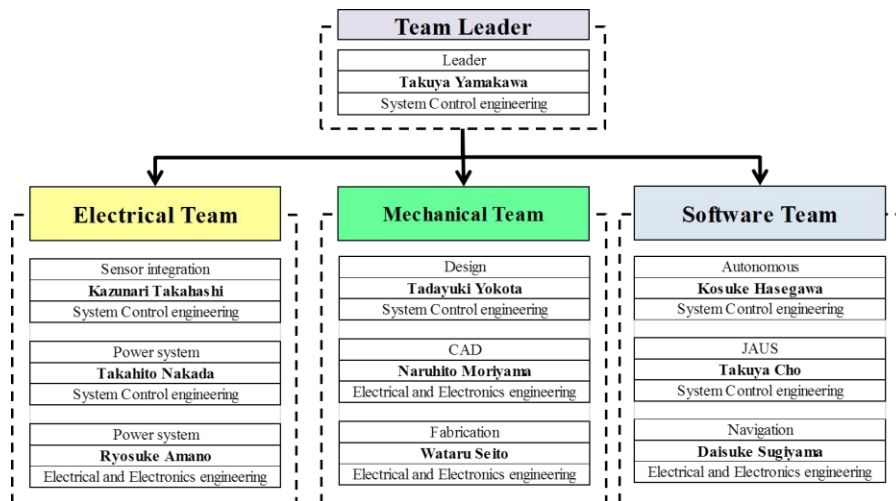 Team Leader
Leader
Takuya Yamakawa
System Control engineering
Electrical Team
Sensor integration
Kazunari Takahashi
System Control engineering
Power system
Takahito Nakada
System Control engineering
Power system
Ryosuke Amano
Electrical and Electronics engineering
Mechanical Team
Design
Tadayuki Yokota
System Control engineering
CAD
Naruhito Moriyama
Electrical and Electronics engineering
Fabrication
Wataru Seito
Electrical and Electronics engineering
Software Team
Autonomous
Kosuke Hasegawa
System Control engineering
JAUS
Takuya Cho
System Control engineering
Navigation
Daisuke Sugiyama
Electrical and Electronics engineering